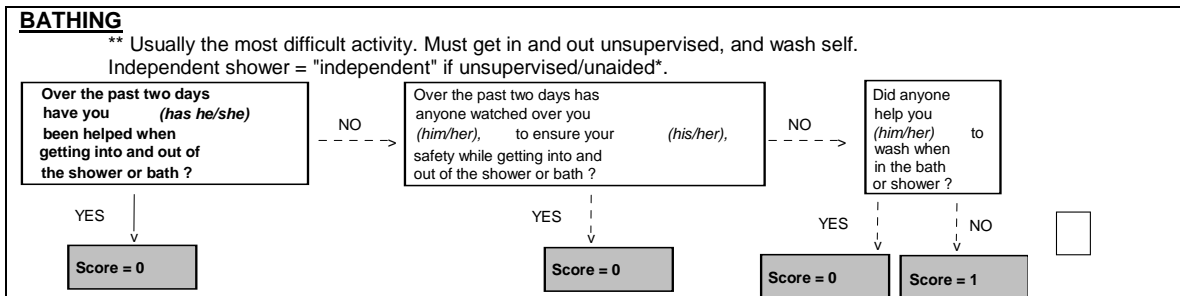 BATHING
** Usually the most difficult activity. Must get in and out unsupervised, and wash self.
Independent shower = "independent" if unsupervised/unaided*.
Over the past two days
have you (has he/she)
been helped when
getting into and out of
the shower or bath ?
NO
Over the past two days has
anyone watched over you
(him/her), to ensure your (his/her),
safety while getting into and
out of the shower or bath ?
NO
Did anyone
help you
(him/her) to
wash when
in the bath
or shower ?
YES
YES
YES
NO
Score = 0
Score = 0
Score = 0
Score = 1